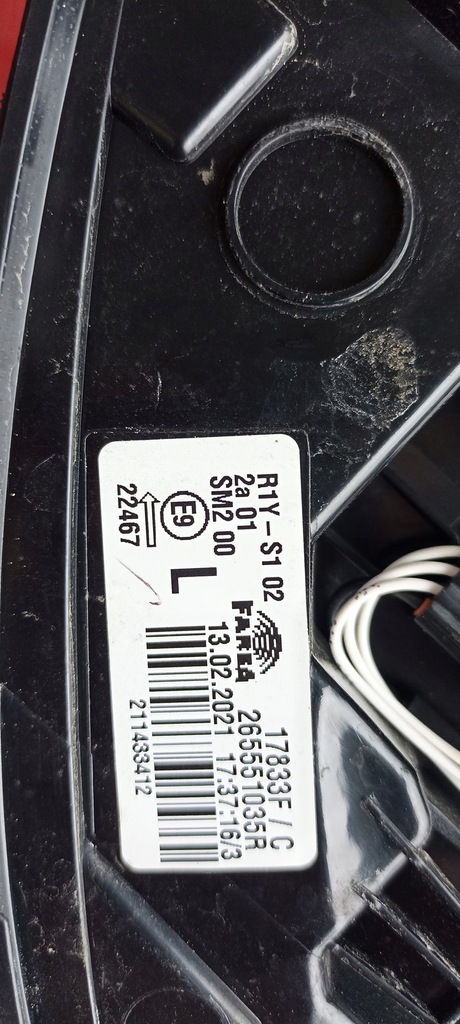 R1Y-S1 02
2a 01
SM2 00
E9
22467
L
FARBA
17833F / C
265551035R
13.02.2021 17:37:16/3
211433412